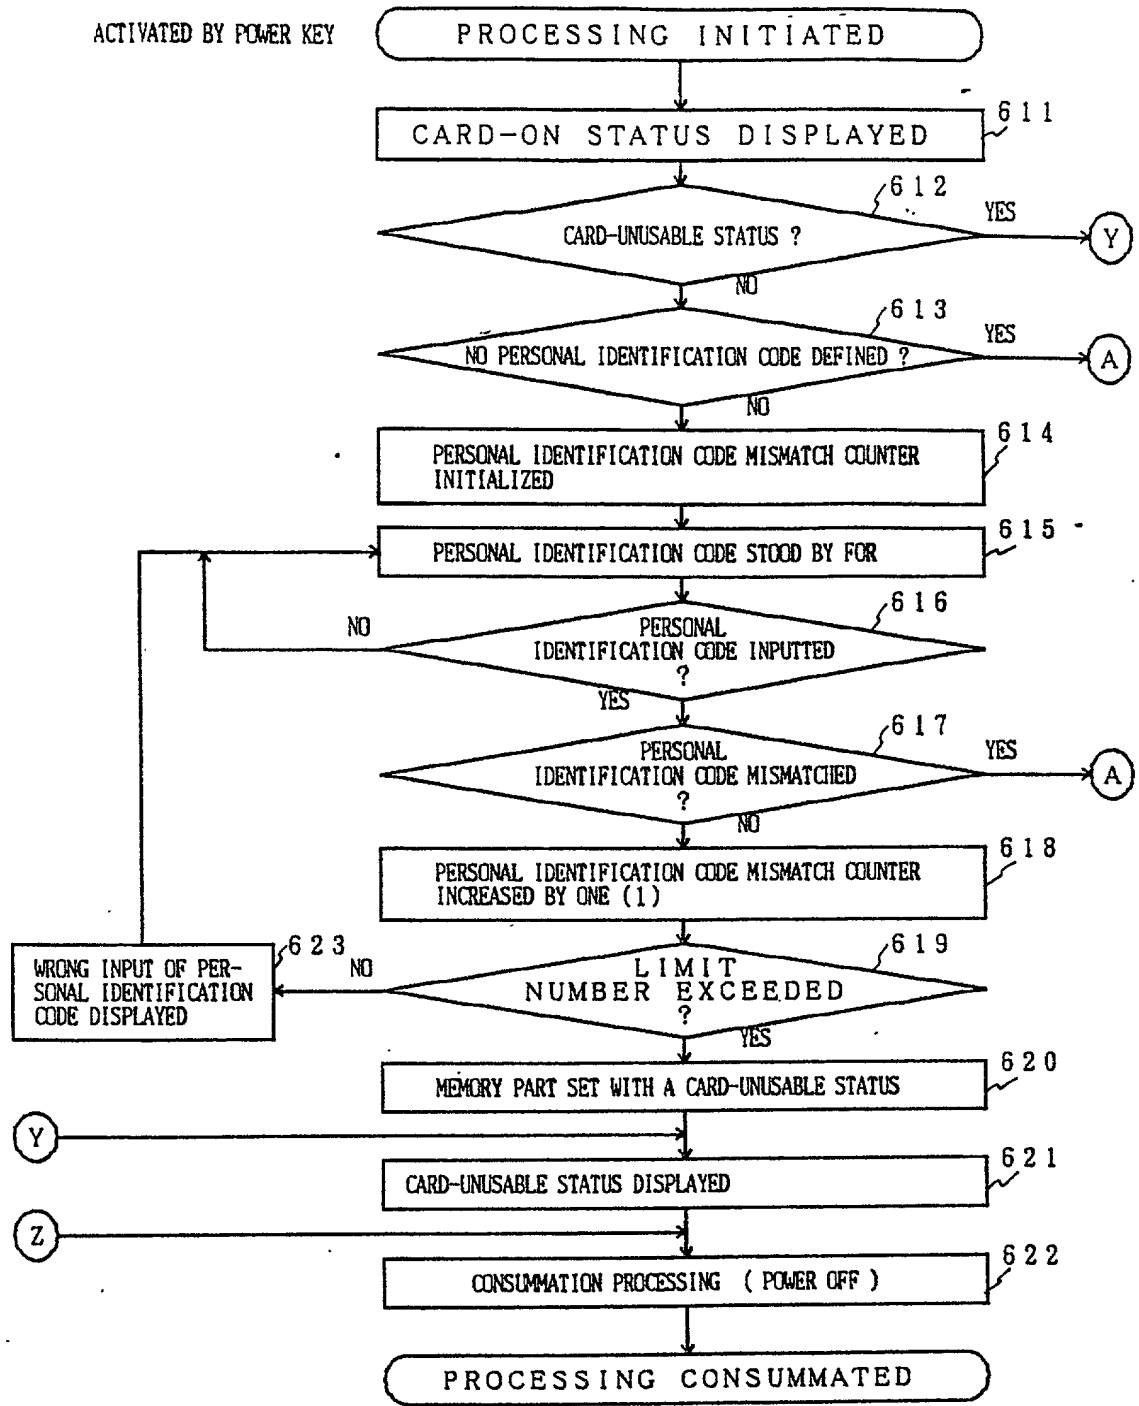 ACTIVATED BY POWER KEY
PROCESSING INITIATED
611
CARD-ON STATUS DISPLAYED
612
YES
CARD-UNUSABLE STATUS ?
Y
NO
613
YES
NO PERSONAL IDENTIFICATION CODE DEFINED ?
A
NO
614
PERSONAL IDENTIFICATION CODE MISMATCH COUNTER
INITIALIZED
615
PERSONAL IDENTIFICATION CODE STOOD BY FOR
616
NO
PERSONAL
IDENTIFICATION CODE INPUTTED
?
YES
617
YES
PERSONAL
IDENTIFICATION CODE MISMATCHED
?
A
NO
618
PERSONAL IDENTIFICATION CODE MISMATCH COUNTER
INCREASED BY ONE (1)
623
WRONG INPUT OF PER-
SONAL IDENTIFICATION
CODE DISPLAYED
NO
619
LIMIT
NUMBER EXCEEDED
?
YES
620
MEMORY PART SET WITH A CARD-UNUSABLE STATUS
Y
621
CARD-UNUSABLE STATUS DISPLAYED
Z
622
CONSUMMATION PROCESSING ( POWER OFF )
PROCESSING CONSUMMATED